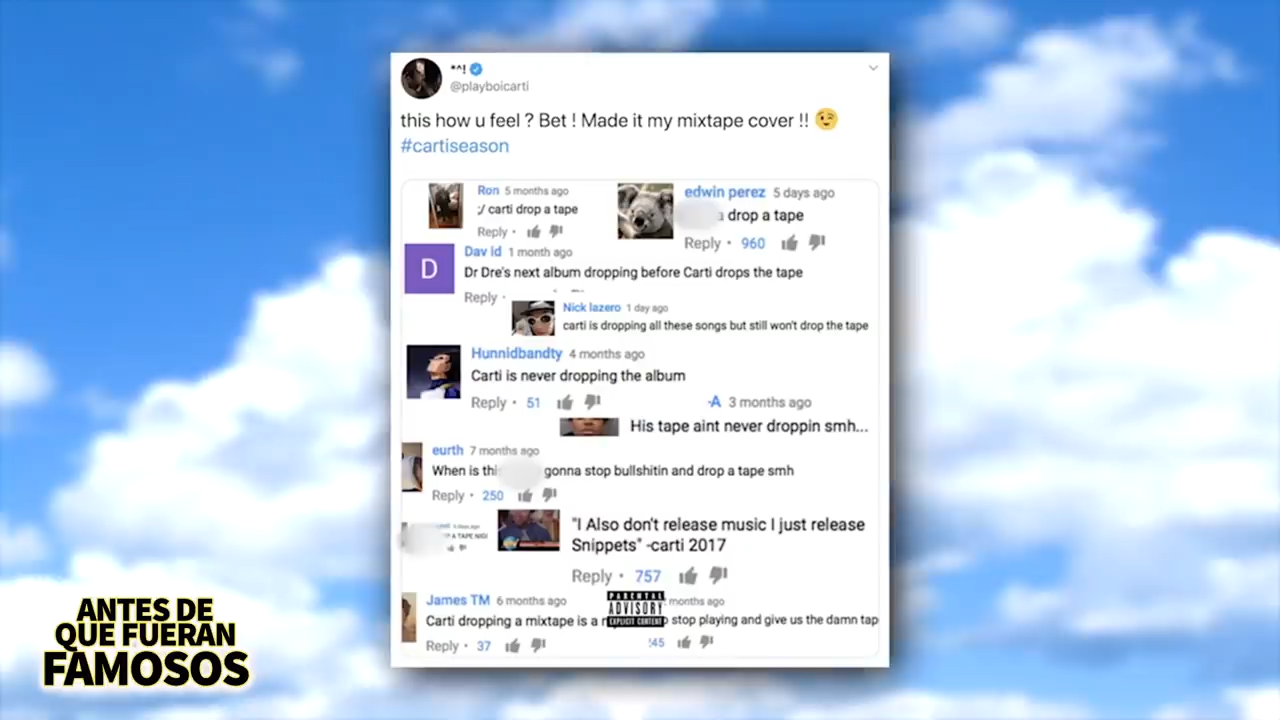 *^!
@playboicarti
this how u feel ? Bet ! Made it my mixtape cover !!
#cartiseason
Ron 5 months ago
:/ carti drop a tape
Reply •
edwin perez 5 days ago
a drop a tape
Reply • 960
D
Dav id 1 month ago
Dr Dre's next album dropping before Carti drops the tape
Reply •
Nick lazero 1 day ago
carti is dropping all these songs but still won't drop the tape
Hunnidbandty 4 months ago
Carti is never dropping the album
Reply • 51
-A 3 months ago
His tape aint never droppin smh...
eurth 7 months ago
When is this gonna stop bullshitin and drop a tape smh
Reply • 250
A TAPE NIGI
"I Also don't release music I just release
Snippets" -carti 2017
Reply • 757
James TM 6 months ago
Carti dropping a mixtape is a
Reply • 37
PARENTAL
ADVISORY
EXPLICIT CONTENT
months ago
stop playing and give us the damn tap
45
ANTES DE
QUE FUERAN
FAMOSOS